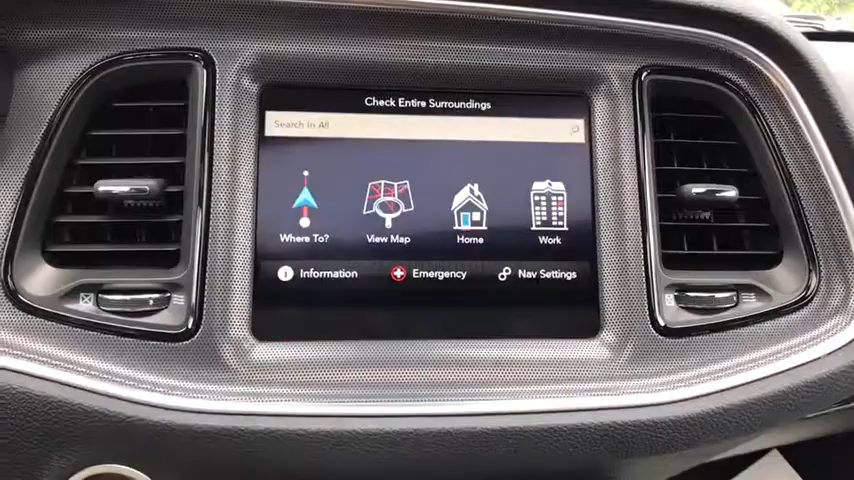 Check Entire Surroundings
Search In All
Where To?
View Map
Home
Work
Information
Emergency
Nav Settings